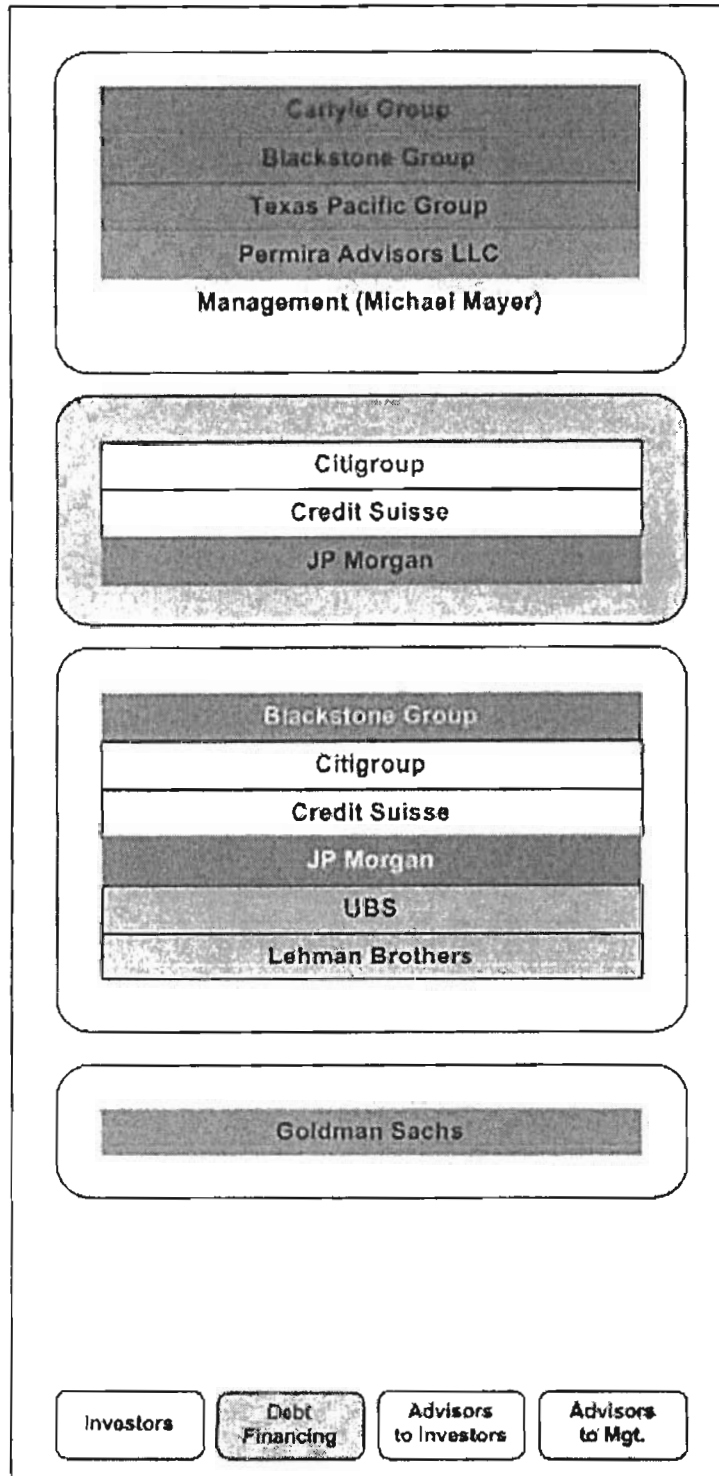 Carlyle Group
Blackstone Group
Texas Pacific Group
Permira Advisors LLC
Management (Michael Mayer)
Citigroup
Credit Suisse
JP Morgan
Blackstone Group
Citigroup
Credit Suisse
JP Morgan
UBS
Lehman Brothers
Goldman Sachs
Investors
Debt
Financing
Advisors
to Investors
Advisors
to Mgt.